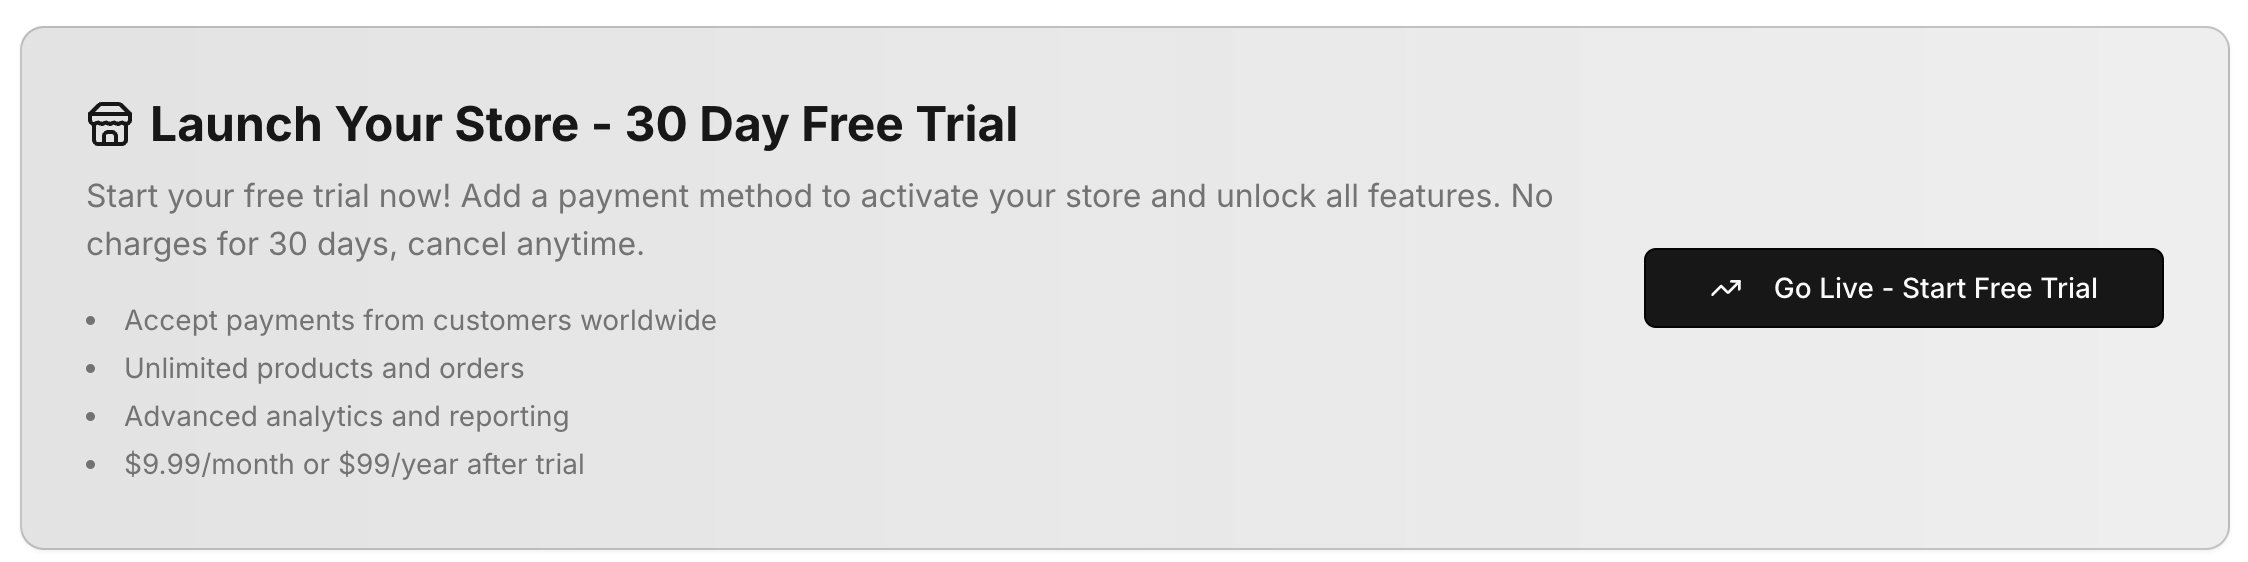 Launch Your Store - 30 Day Free Trial
Start your free trial now! Add a payment method to activate your store and unlock all features. No
charges for 30 days, cancel anytime.
• Accept payments from customers worldwide
• Unlimited products and orders
• Advanced analytics and reporting
• $9.99/month or $99/year after trial
Go Live - Start Free Trial